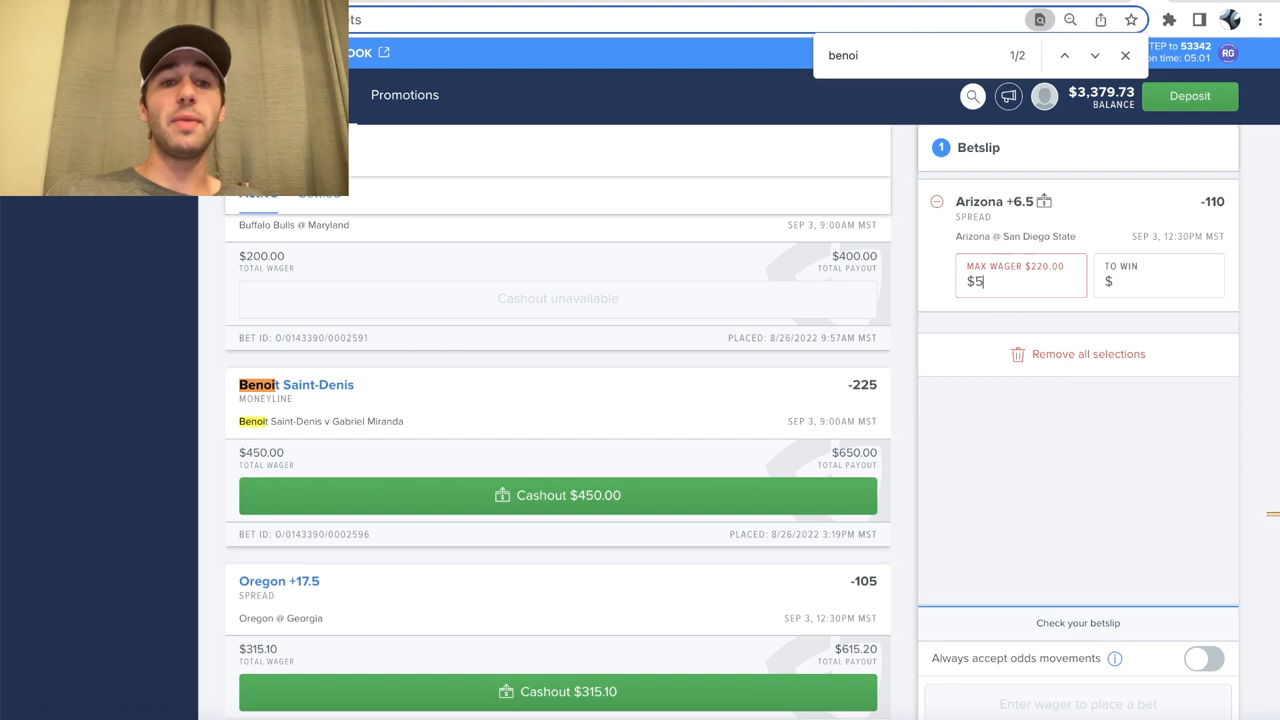 ets
benoi
1/2
OOK
TEP to 53342
on time: 05:01
RG
Promotions
$3,379.73
BALANCE
Deposit
1 Betslip
Buffalo Bulls @ Maryland
SEP 3, 9:00AM MST
$200.00
$400.00
TOTAL WAGER
TOTAL PAYOUT
Cashout unavailable
BET ID: O/0143390/0002591
PLACED: 8/26/2022 9:57AM MST
Benoit Saint-Denis
-225
MONEYLINE
Benoit Saint-Denis v Gabriel Miranda
SEP 3, 9:00AM MST
$450.00
$650.00
TOTAL WAGER
TOTAL PAYOUT
Cashout $450.00
BET ID: O/0143390/0002596
PLACED: 8/26/2022 3:19PM MST
Oregon +17.5
-105
SPREAD
Oregon @ Georgia
SEP 3, 12:30PM MST
$315.10
$615.20
TOTAL WAGER
TOTAL PAYOUT
Cashout $315.10
Arizona +6.5
-110
SPREAD
Arizona @ San Diego State
SEP 3, 12:30PM MST
MAX WAGER $220.00
$5
TO WIN
$
Remove all selections
Check your betslip
Always accept odds movements
Enter wager to place a bet